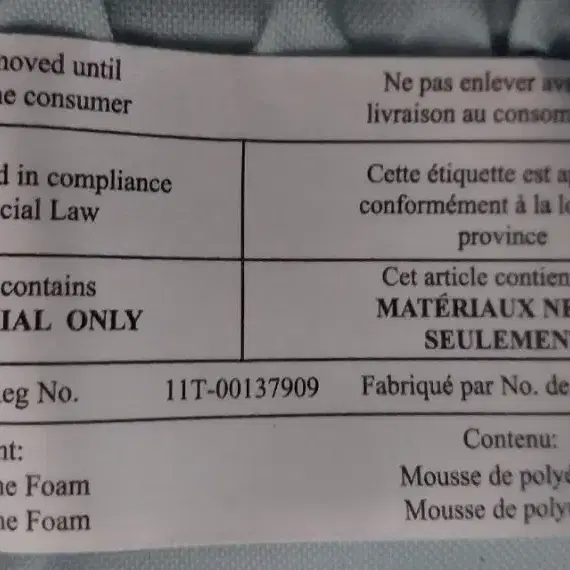 noved until
ne consumer
Ne pas enlever av
livraison au consom
d in compliance
cial Law
Cette étiquette est a
conformément à la lo
province
contains
IAL ONLY
Cet article contien
MATÉRIAUX NE
SEULEMEN
eg No. 11T-00137909 Fabriqué par No. de
nt:
ne Foam
ne Foam
Contenu:
Mousse de poly
Mousse de poly